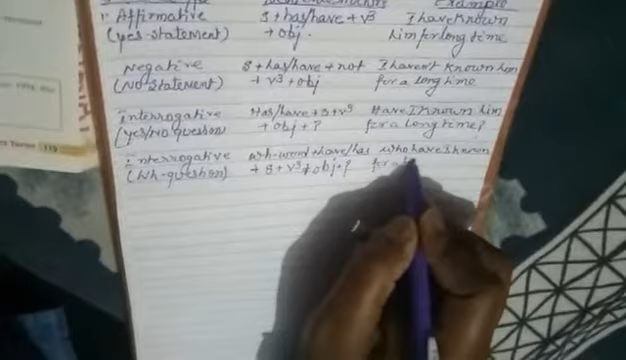 Example
1. Affirmative S + has/have + v3 I have known
(yes-statement) + obj. him for long time
Negative S + has/have + not I haven't known him
(No statement) + v3 + obj for a long time
Interrogative Has/have + S + v3 Have I known him
(yes/no question + obj + ? for a long time?
Interrogative wh-word + have/has who have I known
(Wh-question) + S + v3 + obj + ? for a l